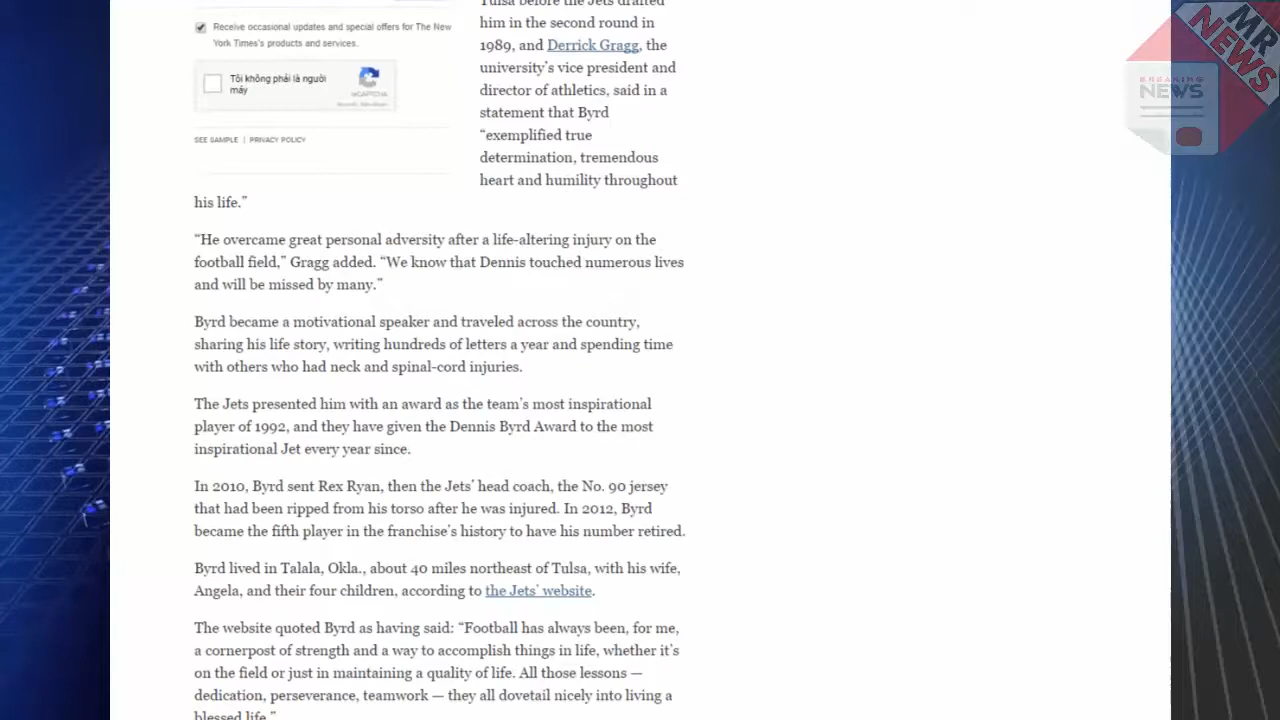 Receive occasional updates and special offers for The New
York Times's products and services.
Tôi không phải là người
máy
reCAPTCHA
SEE SAMPLE | PRIVACY POLICY
Tulsa before the Jets drafted
him in the second round in
1989, and Derrick Gragg, the
university's vice president and
director of athletics, said in a
statement that Byrd
“exemplified true
determination, tremendous
heart and humility throughout
his life.”
“He overcame great personal adversity after a life-altering injury on the
football field,” Gragg added. “We know that Dennis touched numerous lives
and will be missed by many.”
Byrd became a motivational speaker and traveled across the country,
sharing his life story, writing hundreds of letters a year and spending time
with others who had neck and spinal-cord injuries.
The Jets presented him with an award as the team's most inspirational
player of 1992, and they have given the Dennis Byrd Award to the most
inspirational Jet every year since.
In 2010, Byrd sent Rex Ryan, then the Jets' head coach, the No. 90 jersey
that had been ripped from his torso after he was injured. In 2012, Byrd
became the fifth player in the franchise's history to have his number retired.
Byrd lived in Talala, Okla., about 40 miles northeast of Tulsa, with his wife,
Angela, and their four children, according to the Jets' website.
The website quoted Byrd as having said: “Football has always been, for me,
a cornerpost of strength and a way to accomplish things in life, whether it's
on the field or just in maintaining a quality of life. All those lessons —
dedication, perseverance, teamwork — they all dovetail nicely into living a
blessed life.”
MR
NEWS
BREAKING
NEWS